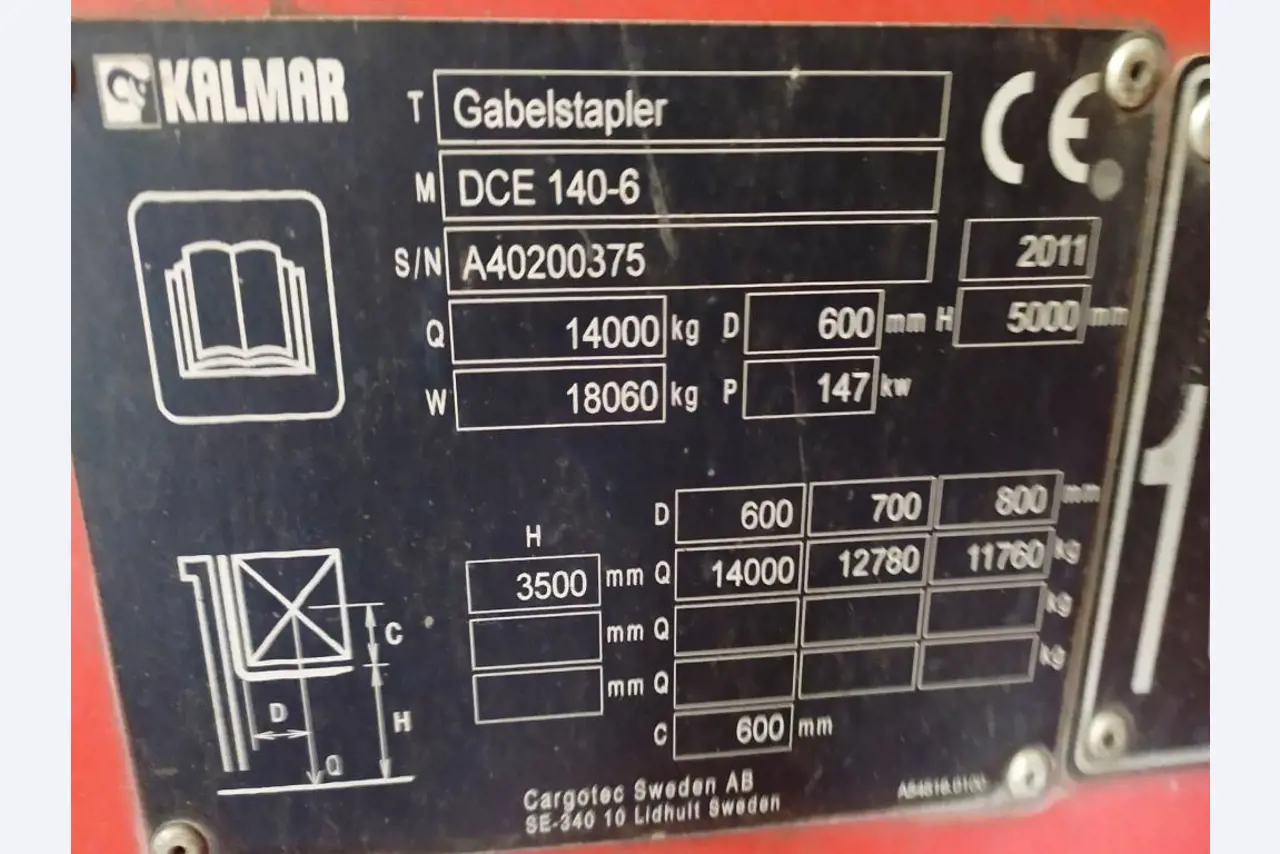 KALMAR
T Gabelstapler
M DCE 140-6
S/N A40200375 2011
Q 14000 kg D 600 mm H 5000 mm
W 18060 kg P 147 kw
D 600 700 800 mm
H
3500 mm Q 14000 12780 11760 kg
mm Q kg
mm Q kg
C 600 mm
C
D
H
Q
Cargotec Sweden AB
SE-340 10 Lidhult Sweden
CE
1